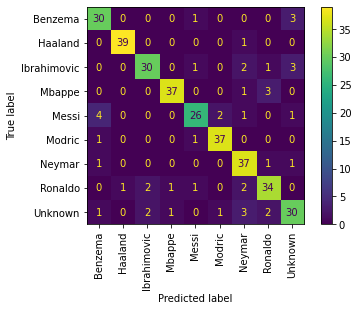 Benzema 30 0 0 0 1 0 0 0 3
Haaland 0 39 0 0 0 0 1 0 0
Ibrahimovic 0 0 30 0 1 0 2 1 3
Mbappe 0 0 0 37 0 0 1 3 0
Messi 4 0 0 0 26 2 1 0 1
Modric 1 0 0 0 1 37 0 0 0
Neymar 1 0 0 0 0 0 37 1 1
Ronaldo 0 1 2 1 1 0 2 34 0
Unknown 1 0 2 1 0 1 3 2 30
True label
Benzema Haaland Ibrahimovic Mbappe Messi Modric Neymar Ronaldo Unknown
Predicted label
35
30
25
20
15
10
5
0